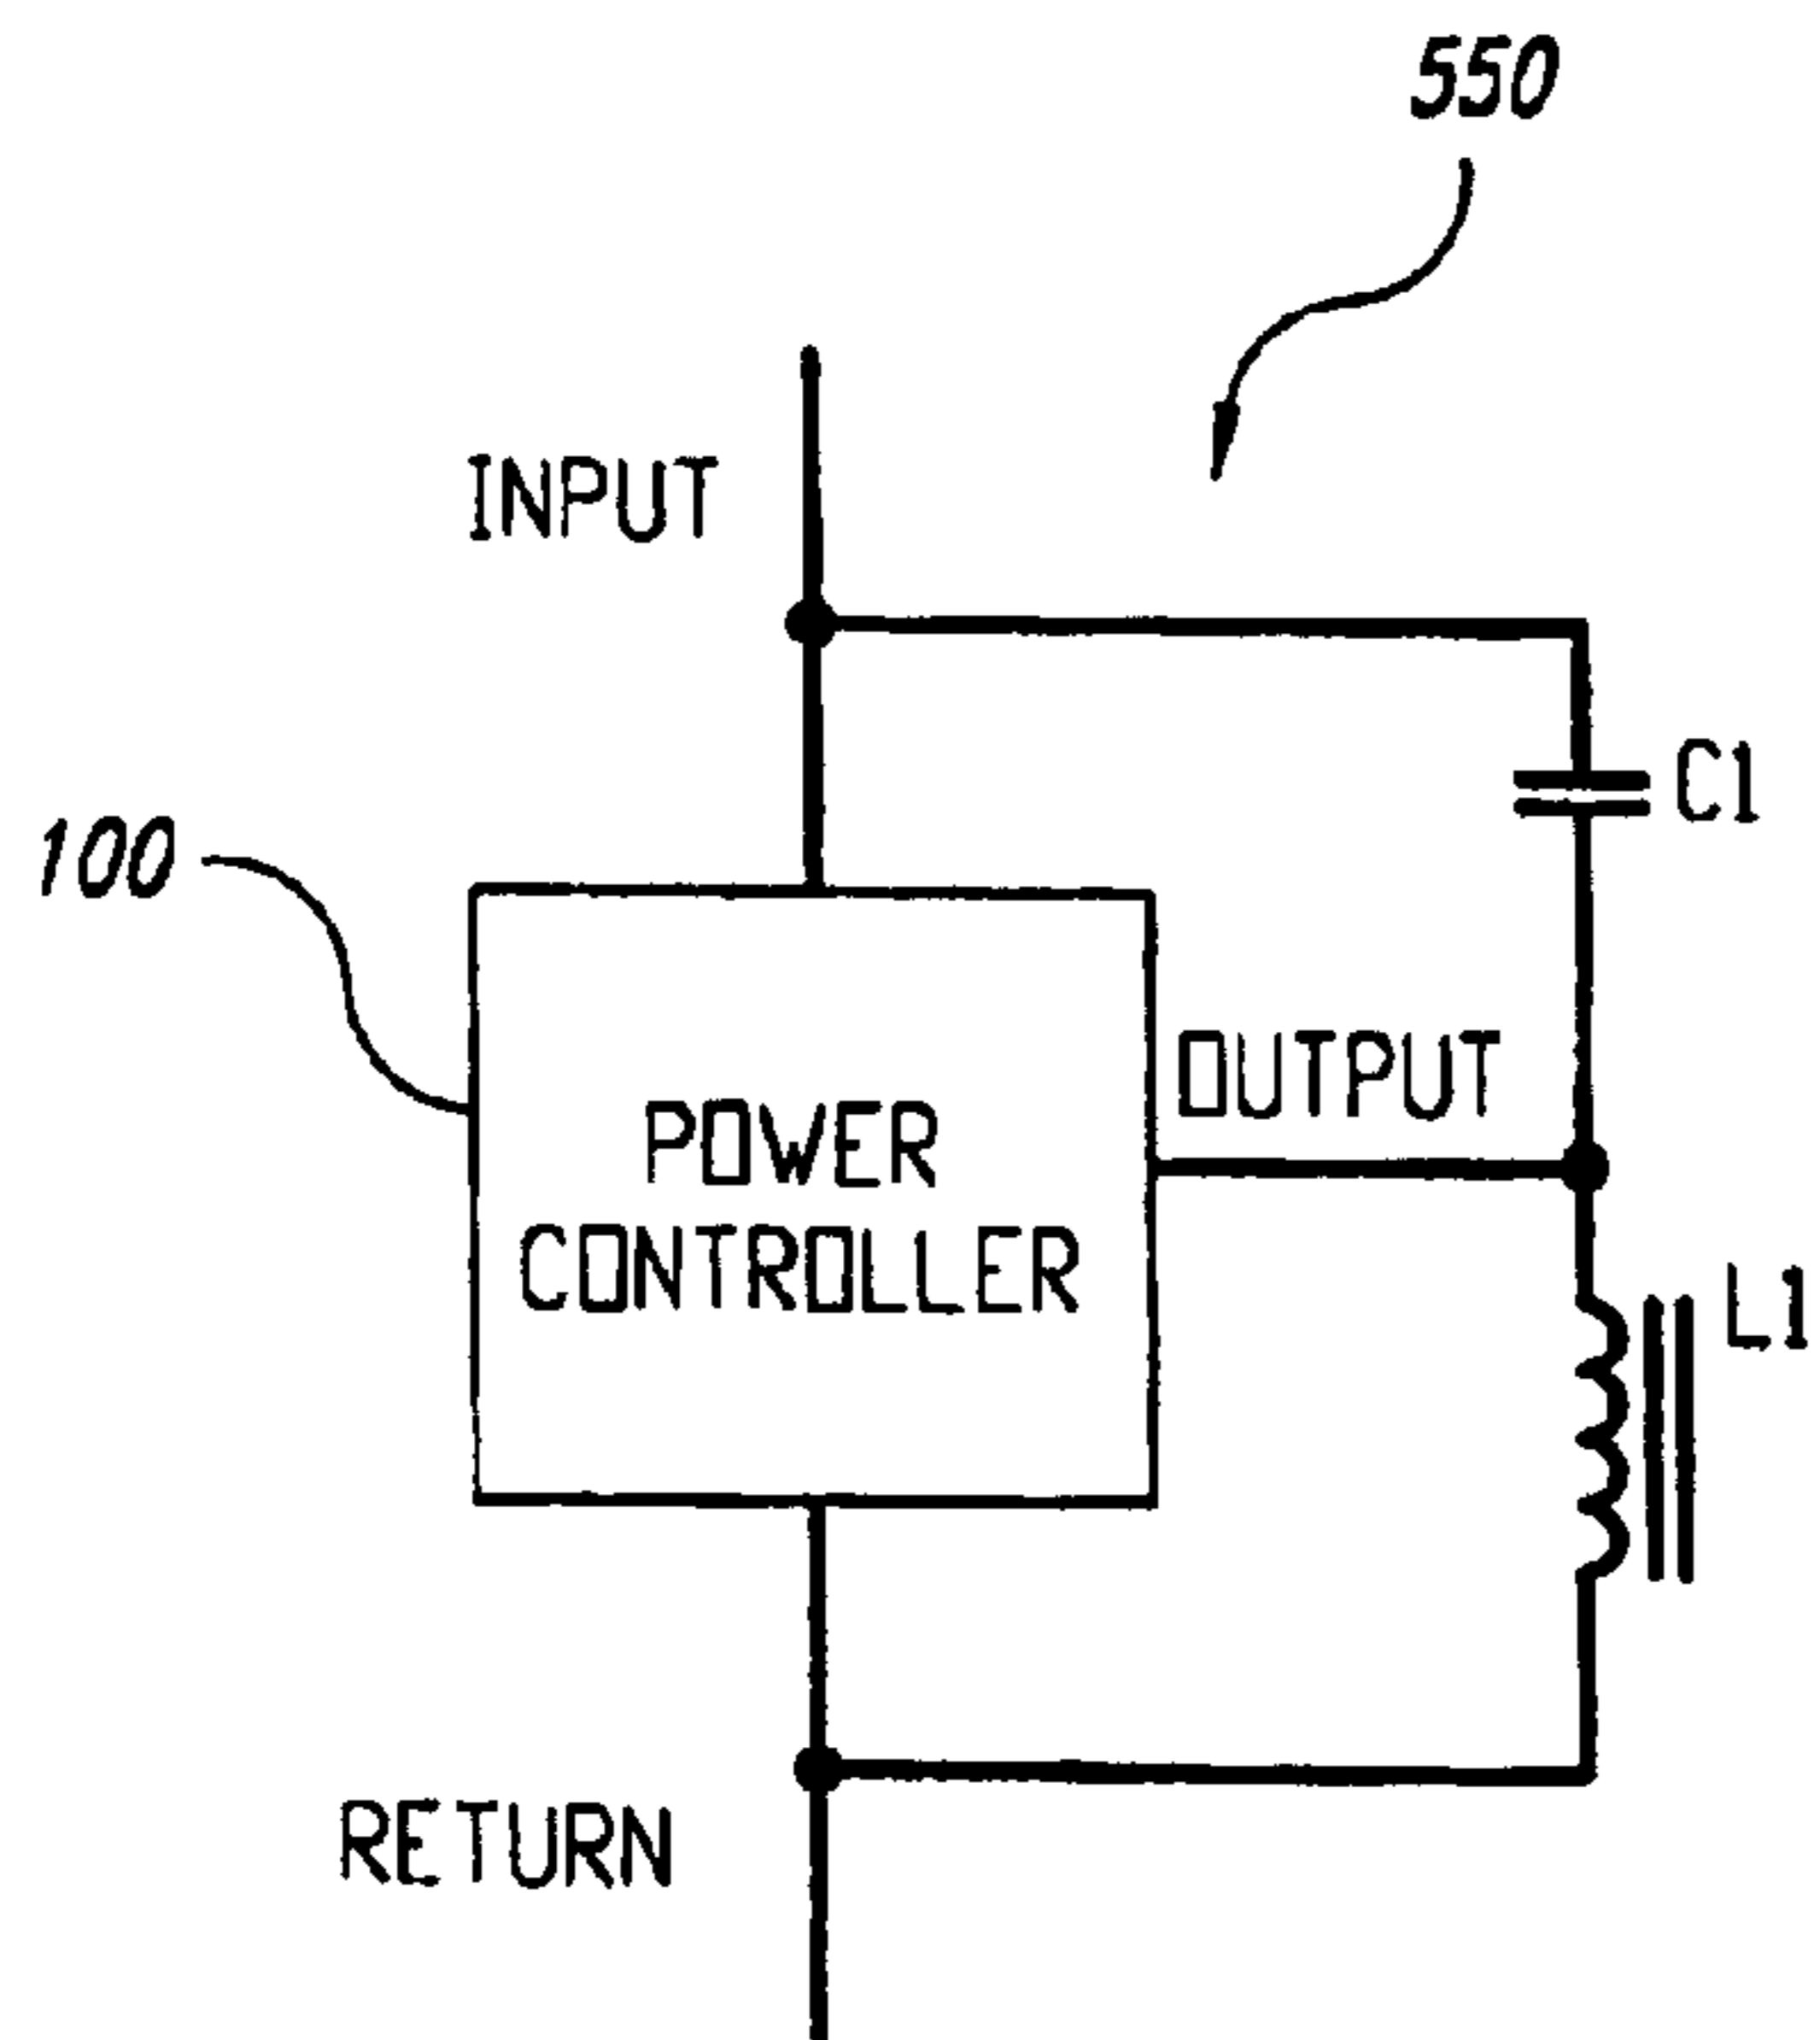 550
INPUT
C1
100
OUTPUT
POWER
CONTROLLER
L1
RETURN